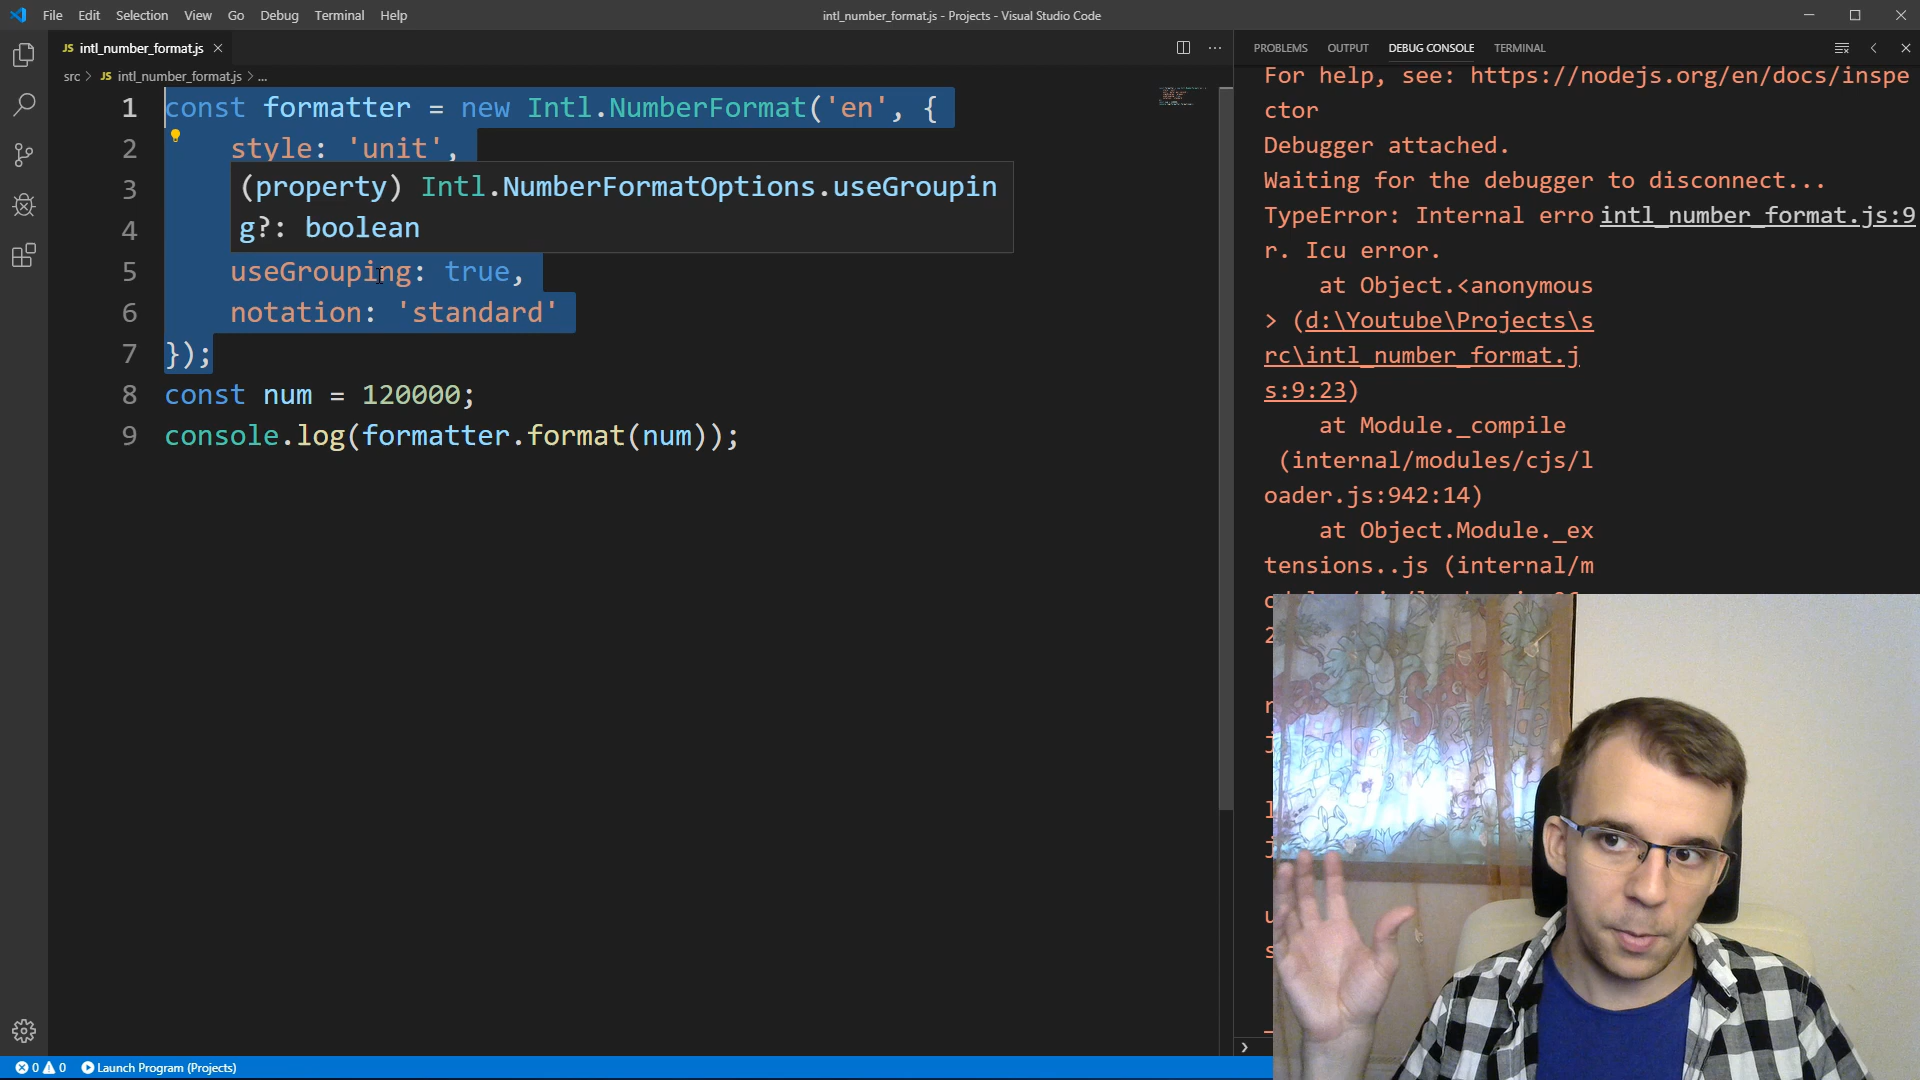 File Edit Selection View Go Debug Terminal Help
intl_number_format.js - Projects - Visual Studio Code
JS intl_number_format.js
src > JS intl_number_format.js > ...
1 const formatter = new Intl.NumberFormat('en', {
2 style: 'unit',
3
(property) Intl.NumberFormatOptions.useGroupin
4
g?: boolean
5 useGrouping: true,
6 notation: 'standard'
7 });
8 const num = 120000;
9 console.log(formatter.format(num));
PROBLEMS OUTPUT DEBUG CONSOLE TERMINAL
For help, see: https://nodejs.org/en/docs/inspe
ctor
Debugger attached.
Waiting for the debugger to disconnect...
TypeError: Internal erro intl_number_format.js:9
r. Icu error.
at Object.<anonymous
> (d:\Youtube\Projects\s
rc\intl_number_format.j
s:9:23)
at Module._compile
(internal/modules/cjs/l
oader.js:942:14)
at Object.Module._ex
tensions..js (internal/m
0 0 Launch Program (Projects)